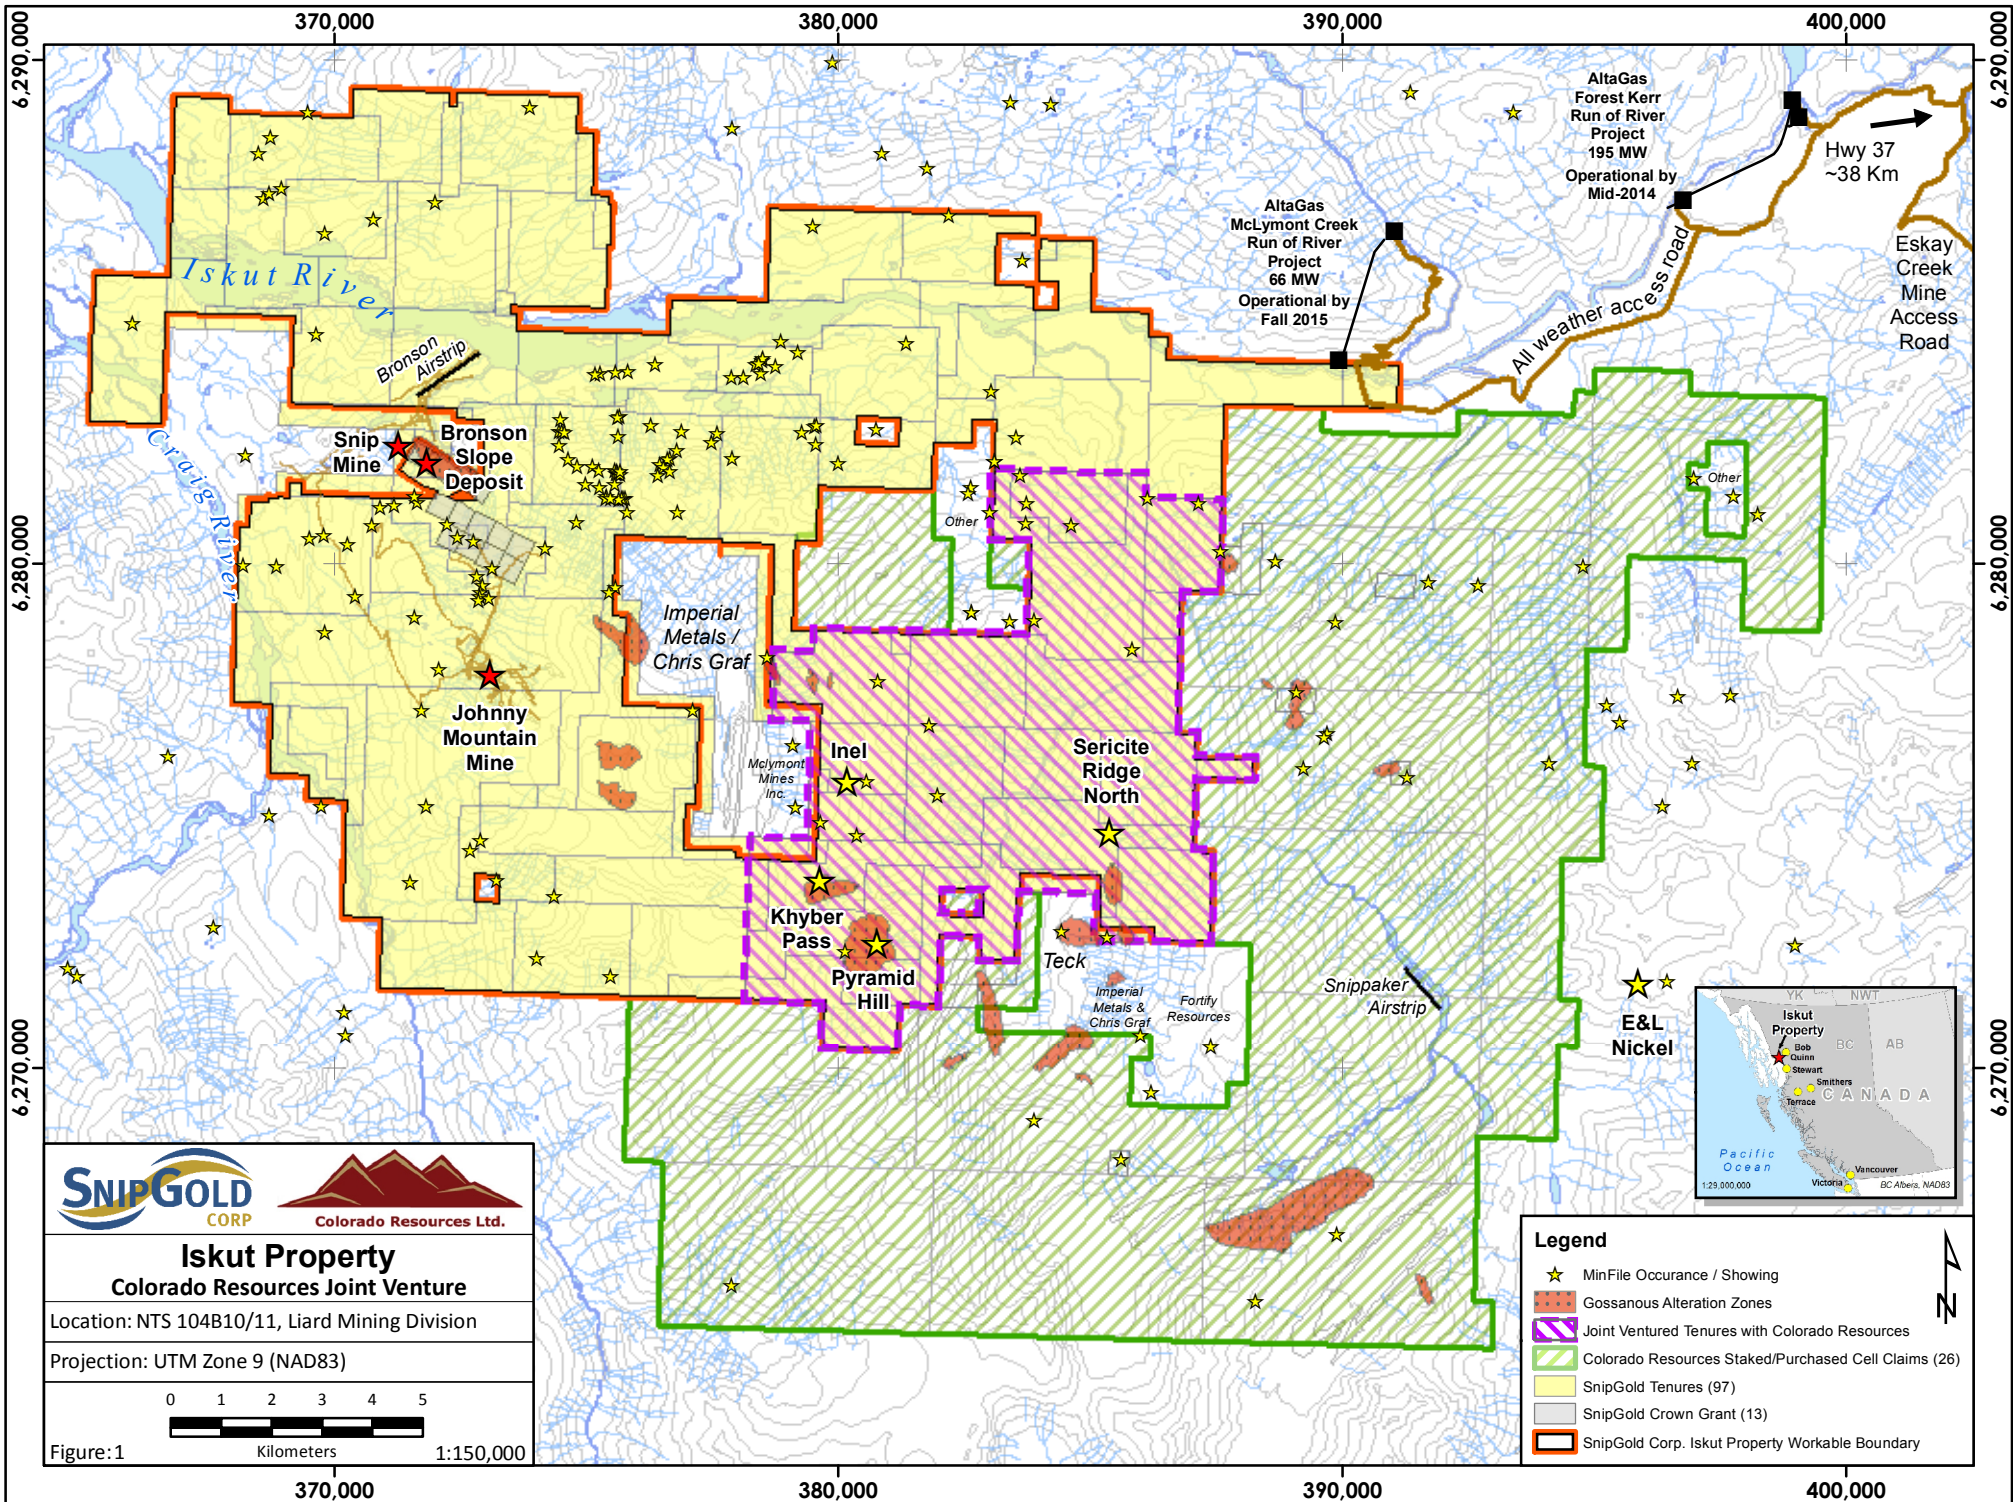 370,000
380,000
390,000
400,000
6,290,000
6,290,000
AltaGas
Forest Kerr
Run of River
Project
195 MW
Operational by
Mid-2014
Hwy 37
~38 Km
AltaGas
McLymont Creek
Run of River
Project
66 MW
Operational by
Fall 2015
Eskay
Creek
Mine
Access
Road
All weather access road
Iskut River
Bronson
Airstrip
Craig River
Snip
Mine
Bronson
Slope
Deposit
Other
Other
6,280,000
6,280,000
Imperial
Metals /
Chris Graf
Johnny
Mountain
Mine
Mclymont
Mines
Inc.
Inel
Sericite
Ridge
North
Khyber
Pass
Pyramid
Hill
Teck
Imperial
Metals &
Chris Graf
Fortify
Resources
Snippaker
Airstrip
E&L
Nickel
6,270,000
6,270,000
YK
NWT
Iskut
Property
BC
AB
Bob
Quinn
Stewart
Smithers
Terrace
CANADA
Pacific
Ocean
Vancouver
Victoria
1:29,000,000
BC Albers, NAD83
SNIPGOLD
CORP
Colorado Resources Ltd.
Iskut Property
Colorado Resources Joint Venture
Location: NTS 104B10/11, Liard Mining Division
Projection: UTM Zone 9 (NAD83)
0 1 2 3 4 5
Kilometers
Figure:1
1:150,000
Legend
MinFile Occurance / Showing
Gossanous Alteration Zones
Joint Ventured Tenures with Colorado Resources
Colorado Resources Staked/Purchased Cell Claims (26)
SnipGold Tenures (97)
SnipGold Crown Grant (13)
SnipGold Corp. Iskut Property Workable Boundary
N
370,000
380,000
390,000
400,000